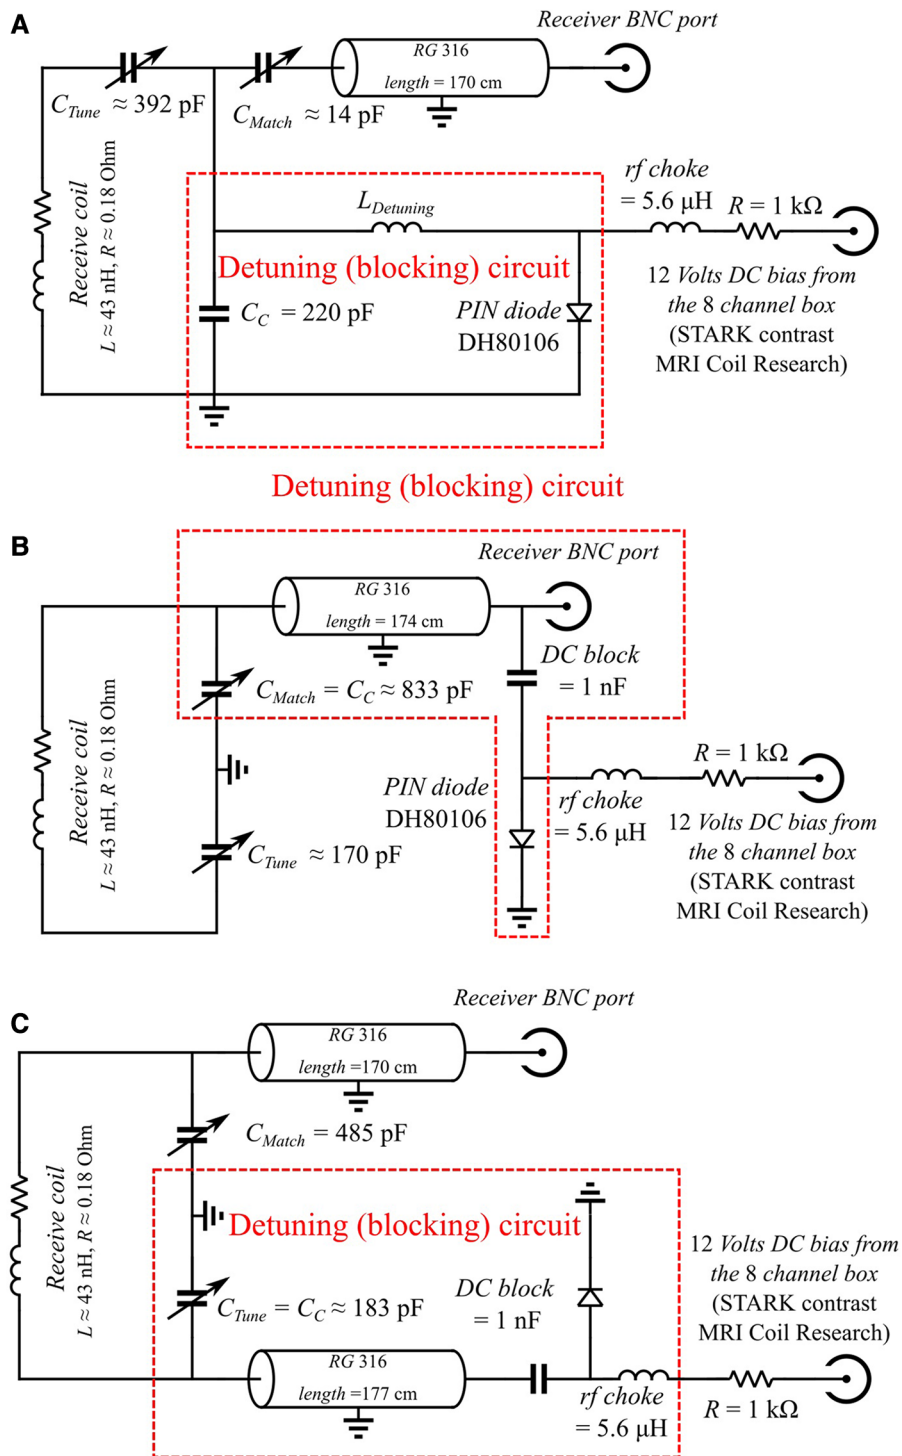 A
Receiver BNC port
RG 316
length = 170 cm
C_Tune ≈ 392 pF
C_Match ≈ 14 pF
Receive coil
L ≈ 43 nH, R ≈ 0.18 Ohm
L_Detuning
rf choke
= 5.6 μH
R = 1 kΩ
Detuning (blocking) circuit
C_C = 220 pF
PIN diode
DH80106
12 Volts DC bias from
the 8 channel box
(STARK contrast
MRI Coil Research)
Detuning (blocking) circuit
B
Receiver BNC port
RG 316
length = 174 cm
DC block
= 1 nF
C_Match = C_C ≈ 833 pF
Receive coil
L ≈ 43 nH, R ≈ 0.18 Ohm
R = 1 kΩ
PIN diode
DH80106
rf choke
= 5.6 μH
C_Tune ≈ 170 pF
12 Volts DC bias from
the 8 channel box
(STARK contrast
MRI Coil Research)
C
Receiver BNC port
RG 316
length =170 cm
C_Match = 485 pF
Receive coil
L ≈ 43 nH, R ≈ 0.18 Ohm
Detuning (blocking) circuit
12 Volts DC bias from
the 8 channel box
(STARK contrast
MRI Coil Research)
C_Tune = C_C ≈ 183 pF
DC block
= 1 nF
RG 316
length =177 cm
rf choke
= 5.6 μH
R = 1 kΩ